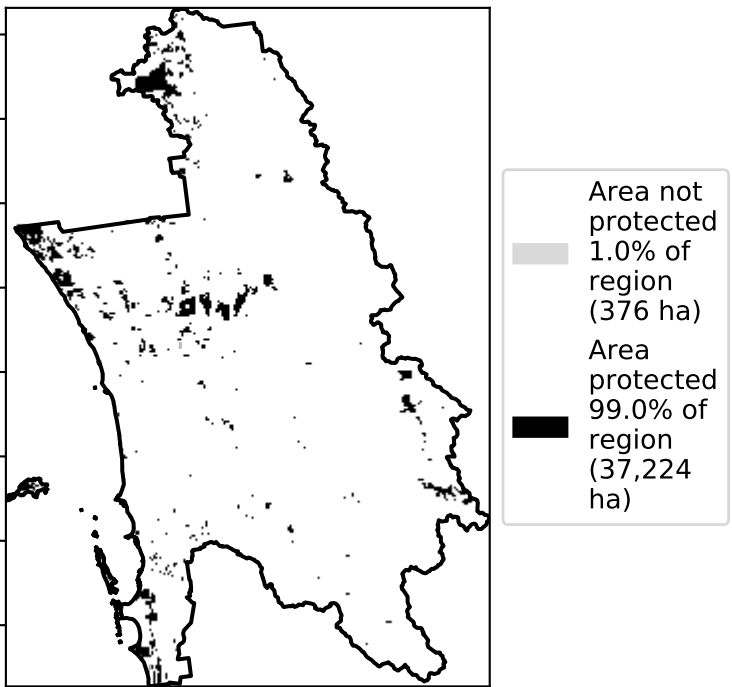 Area not
protected
1.0% of
region
(376 ha)
Area
protected
99.0% of
region
(37,224
ha)